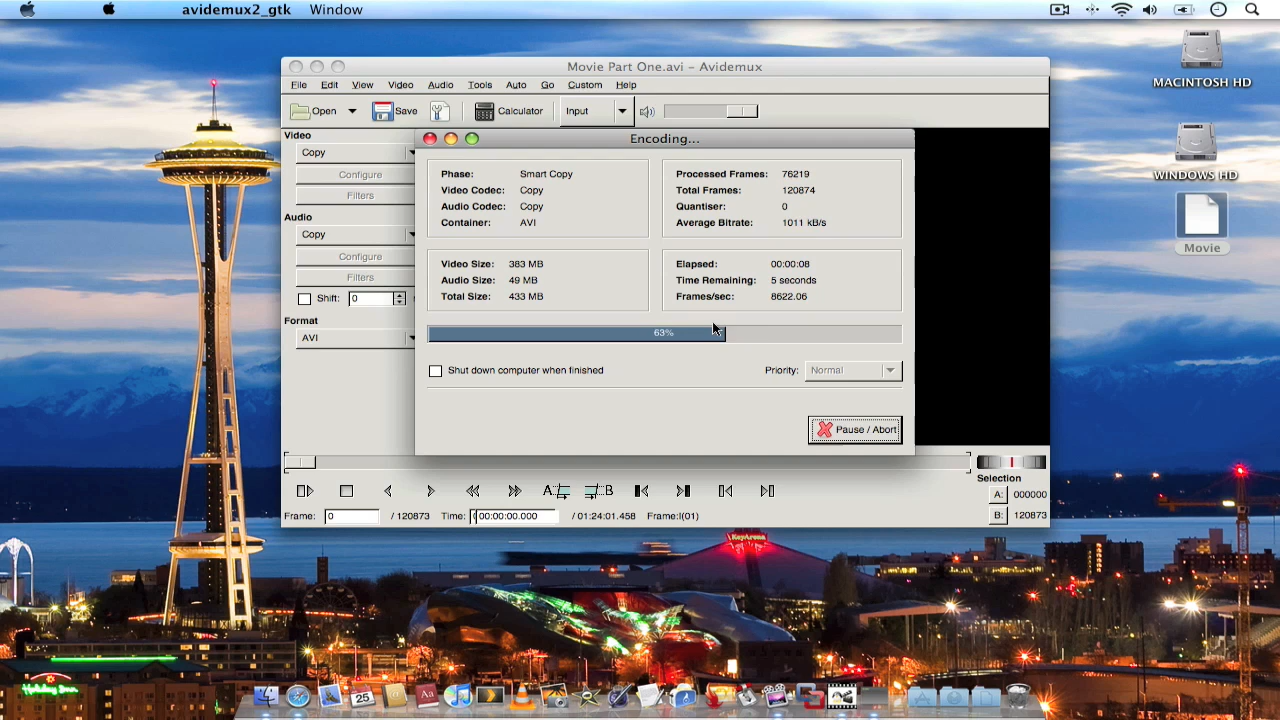 avidemux2_gtk Window
Movie Part One.avi – Avidemux
File Edit View Video Audio Tools Auto Go Custom Help
Open Save Calculator Input
MACINTOSH HD
WINDOWS HD
Movie
Video
Copy
Configure
Filters
Audio
Copy
Configure
Filters
Shift: 0
Format
AVI
Encoding...
Phase: Smart Copy
Video Codec: Copy
Audio Codec: Copy
Container: AVI
Processed Frames: 76219
Total Frames: 120874
Quantiser: 0
Average Bitrate: 1011 kB/s
Video Size: 383 MB
Audio Size: 49 MB
Total Size: 433 MB
Elapsed: 00:00:08
Time Remaining: 5 seconds
Frames/sec: 8622.06
63%
Shut down computer when finished
Priority: Normal
Pause / Abort
A B
Selection
A: 000000
B: 120873
Frame: 0 / 120873 Time: 00:00:00.000 / 01:24:01.458 Frame:I(01)
KeyArena
Holiday Inn
25
Aa